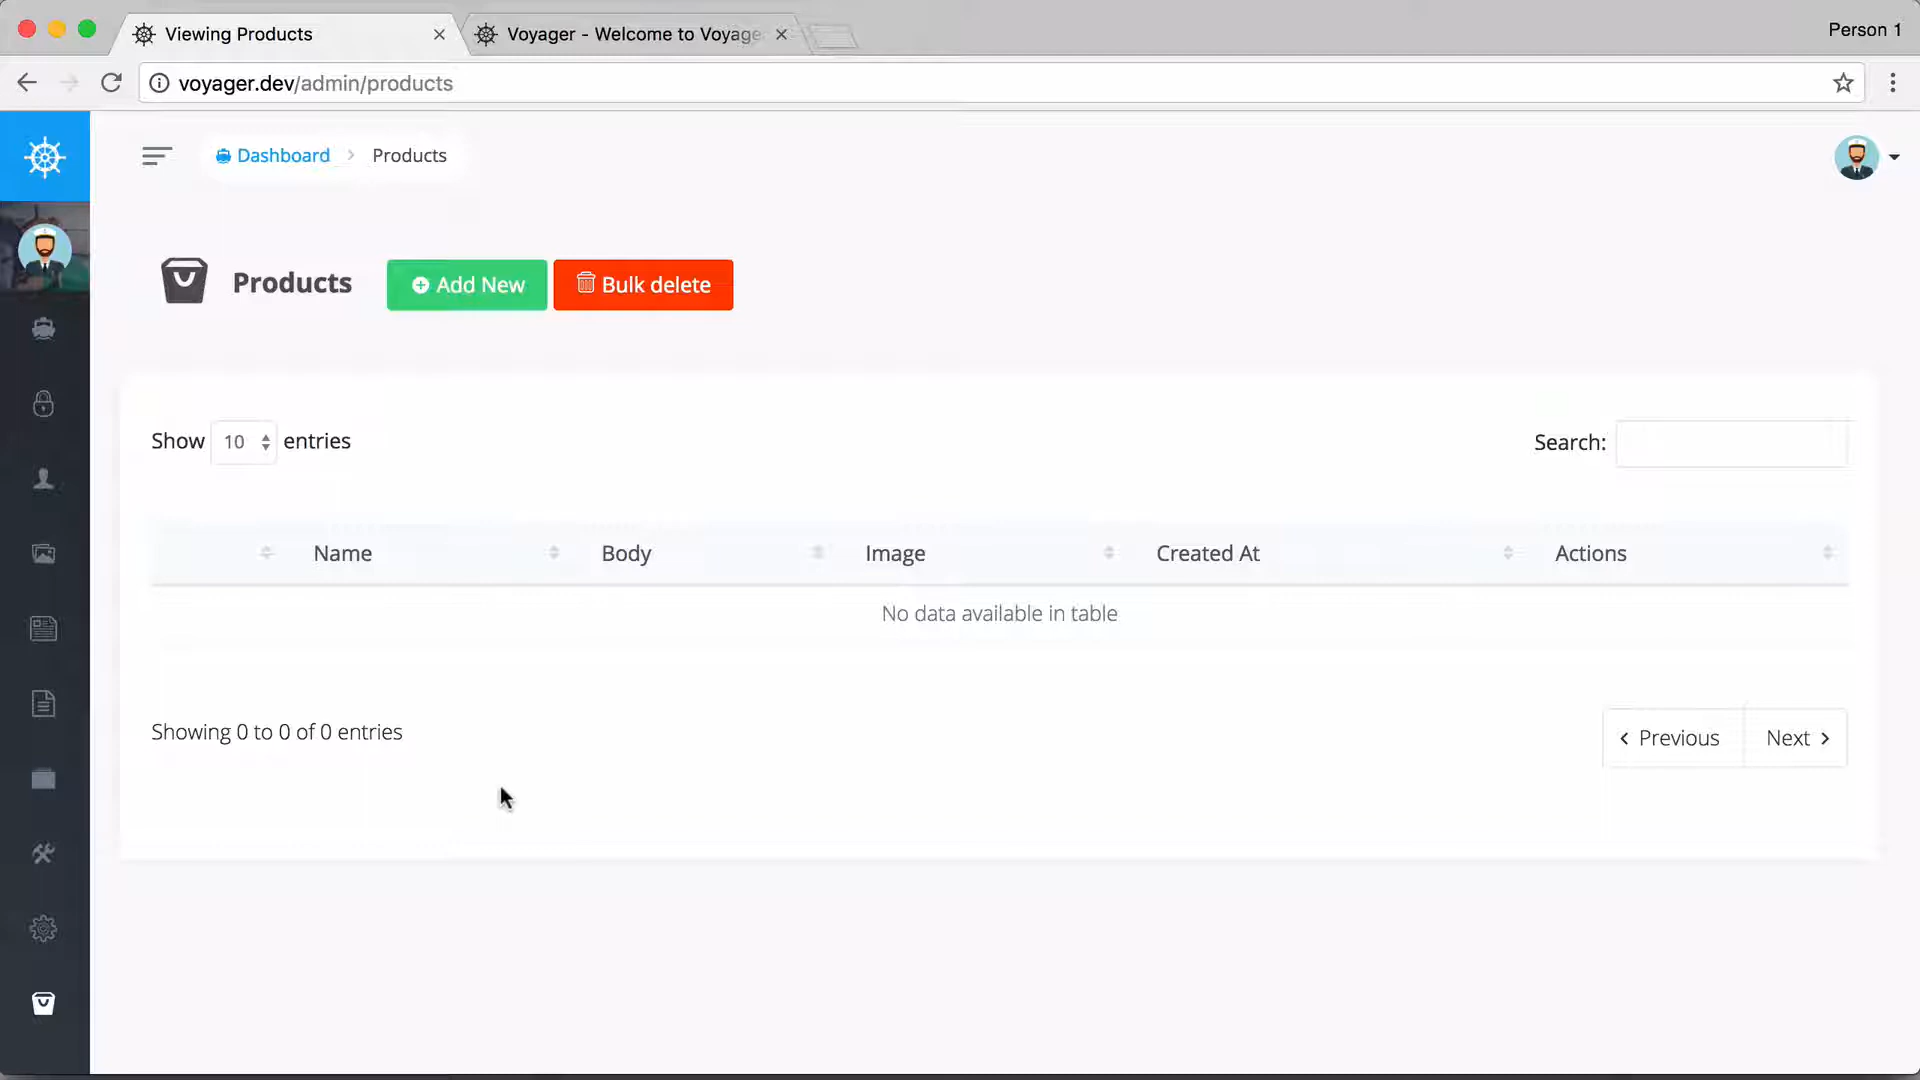 Viewing Products
Voyager - Welcome to Voyage
Person 1
voyager.dev/admin/products
Dashboard > Products
Products
Add New
Bulk delete
Show 10 entries
Search:
Name Body Image Created At Actions
No data available in table
Showing 0 to 0 of 0 entries
‹ Previous Next ›